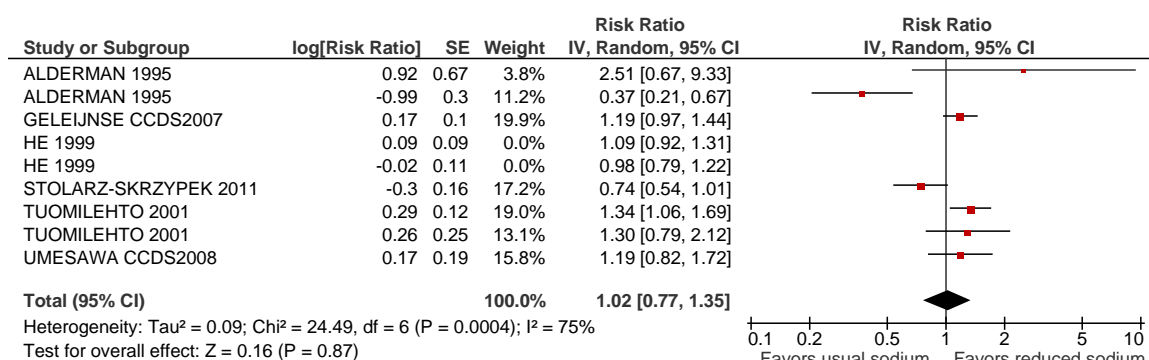 Risk Ratio Risk Ratio
Study or Subgroup log[Risk Ratio] SE Weight IV, Random, 95% CI IV, Random, 95% CI
ALDERMAN 1995 0.92 0.67 3.8% 2.51 [0.67, 9.33]
ALDERMAN 1995 -0.99 0.3 11.2% 0.37 [0.21, 0.67]
GELEIJNSE CCDS2007 0.17 0.1 19.9% 1.19 [0.97, 1.44]
HE 1999 0.09 0.09 0.0% 1.09 [0.92, 1.31]
HE 1999 -0.02 0.11 0.0% 0.98 [0.79, 1.22]
STOLARZ-SKRZYPEK 2011 -0.3 0.16 17.2% 0.74 [0.54, 1.01]
TUOMILEHTO 2001 0.29 0.12 19.0% 1.34 [1.06, 1.69]
TUOMILEHTO 2001 0.26 0.25 13.1% 1.30 [0.79, 2.12]
UMESAWA CCDS2008 0.17 0.19 15.8% 1.19 [0.82, 1.72]
Total (95% CI) 100.0% 1.02 [0.77, 1.35]
Heterogeneity: Tau² = 0.09; Chi² = 24.49, df = 6 (P = 0.0004); I² = 75%
Test for overall effect: Z = 0.16 (P = 0.87)
0.1 0.2 0.5 1 2 5 10
Favors usual sodium Favors reduced sodium